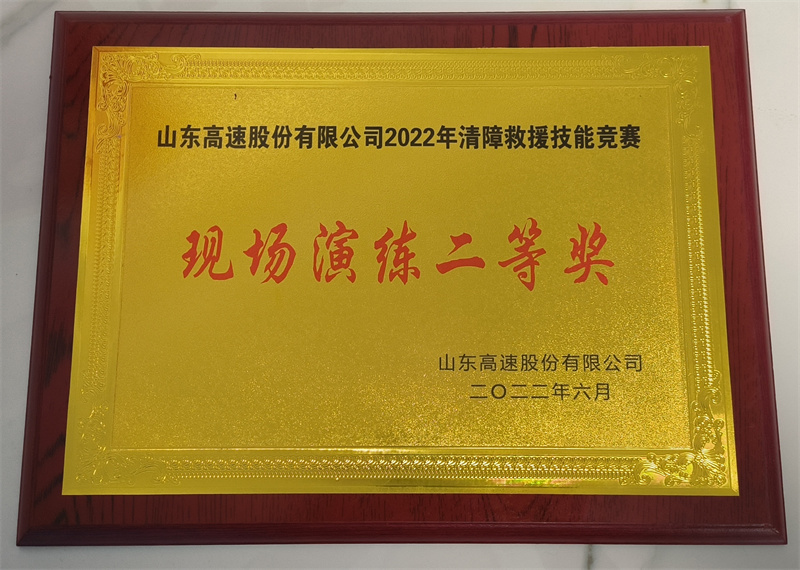 山东高速股份有限公司2022年清障救援技能竞赛
现场演练二等奖
山东高速股份有限公司
二〇二二年六月